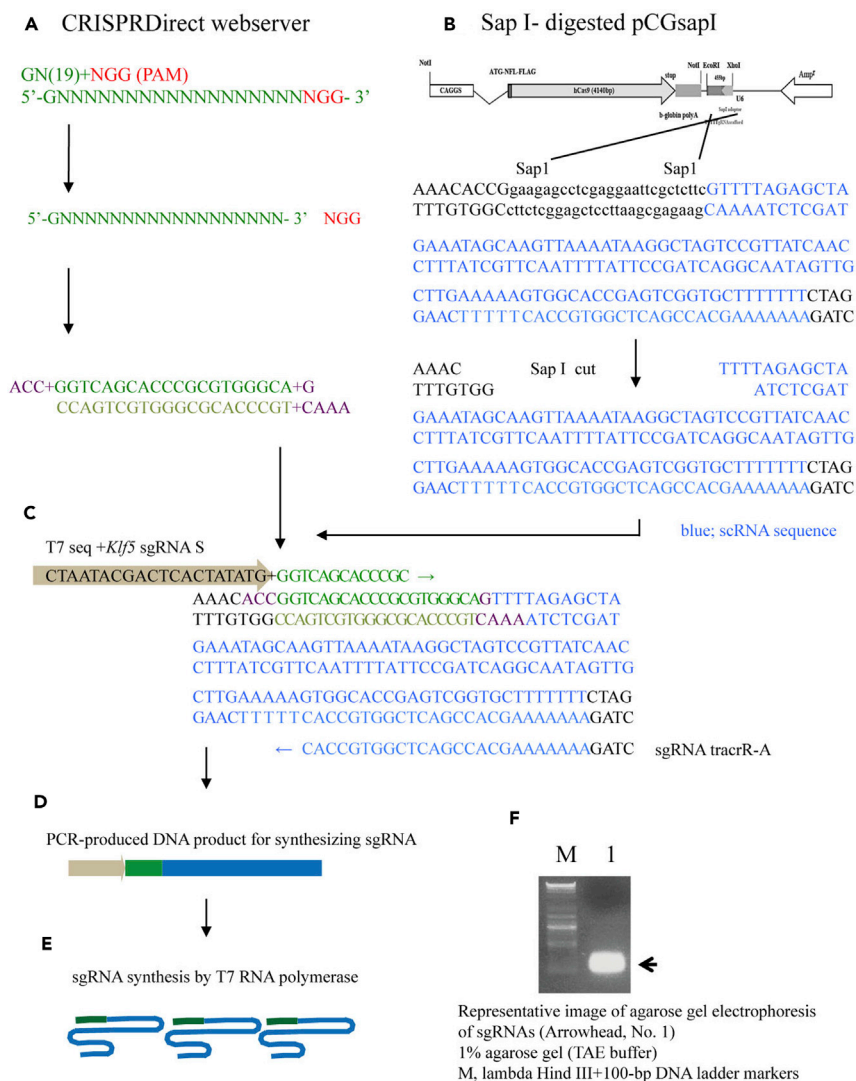 A CRISPRDirect webserver
GN(19)+NGG (PAM)
5’-GNNNNNNNNNNNNNNNNNNNNGG- 3’
5’-GNNNNNNNNNNNNNNNNNNN- 3’ NGG
ACC+GGTCAGCACCCGCGTGGGCA+G
CCAGTCGTGGGCGCACCCGT+CAAA
B Sap I- digested pCGsapI
NotI
ATG-NFL-FLAG
stop
NotI
EcoRI
XhoI
Ampr
CAGGS
hCas9 (4140bp)
U6
b-globin polyA
Sap1 Sap1
AAACACCGgaagagcctcgaggaattcgctcttcGTTTTAGAGCTA
TTTGTGGCcttctcggagctccttaagcgagaagCAAAATCTCGAT
GAAATAGCAAGTTAAAATAAGGCTAGTCCGTTATCAAC
CTTTATCGTTCAATTTTATTCCGATCAGGCAATAGTTG
CTTGAAAAAGTGGCACCGAGTCGGTGCTTTTTTTCTAG
GAACTTTTTCACCGTGGCTCAGCCACGAAAAAAAGATC
AAAC Sap I cut TTTTAGAGCTA
TTTGTGG ATCTCGAT
GAAATAGCAAGTTAAAATAAGGCTAGTCCGTTATCAAC
CTTTATCGTTCAATTTTATTCCGATCAGGCAATAGTTG
CTTGAAAAAGTGGCACCGAGTCGGTGCTTTTTTTCTAG
GAACTTTTTCACCGTGGCTCAGCCACGAAAAAAAGATC
blue; scRNA sequence
C
T7 seq +Klf5 sgRNA S
CTAATACGACTCACTATATG+GGTCAGCACCCGC →
AAACACCGGTCAGCACCCGCGTGGGCAGTTTTAGAGCTA
TTTGTGGCCAGTCGTGGGCGCACCCGTCAAAATCTCGAT
GAAATAGCAAGTTAAAATAAGGCTAGTCCGTTATCAAC
CTTTATCGTTCAATTTTATTCCGATCAGGCAATAGTTG
CTTGAAAAAGTGGCACCGAGTCGGTGCTTTTTTTCTAG
GAACTTTTTCACCGTGGCTCAGCCACGAAAAAAAGATC
← CACCGTGGCTCAGCCACGAAAAAAAGATC sgRNA tracrR-A
D
PCR-produced DNA product for synthesizing sgRNA
E
sgRNA synthesis by T7 RNA polymerase
F
M 1
Representative image of agarose gel electrophoresis
of sgRNAs (Arrowhead, No. 1)
1% agarose gel (TAE buffer)
M, lambda Hind III+100-bp DNA ladder markers